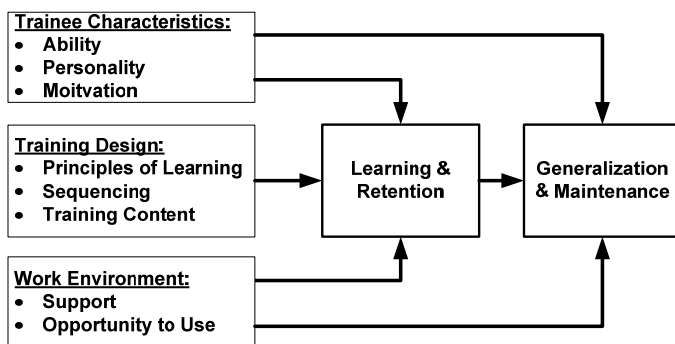 Trainee Characteristics:
• Ability
• Personality
• Moitvation
Training Design:
• Principles of Learning
• Sequencing
• Training Content
Learning &
Retention
Generalization
& Maintenance
Work Environment:
• Support
• Opportunity to Use